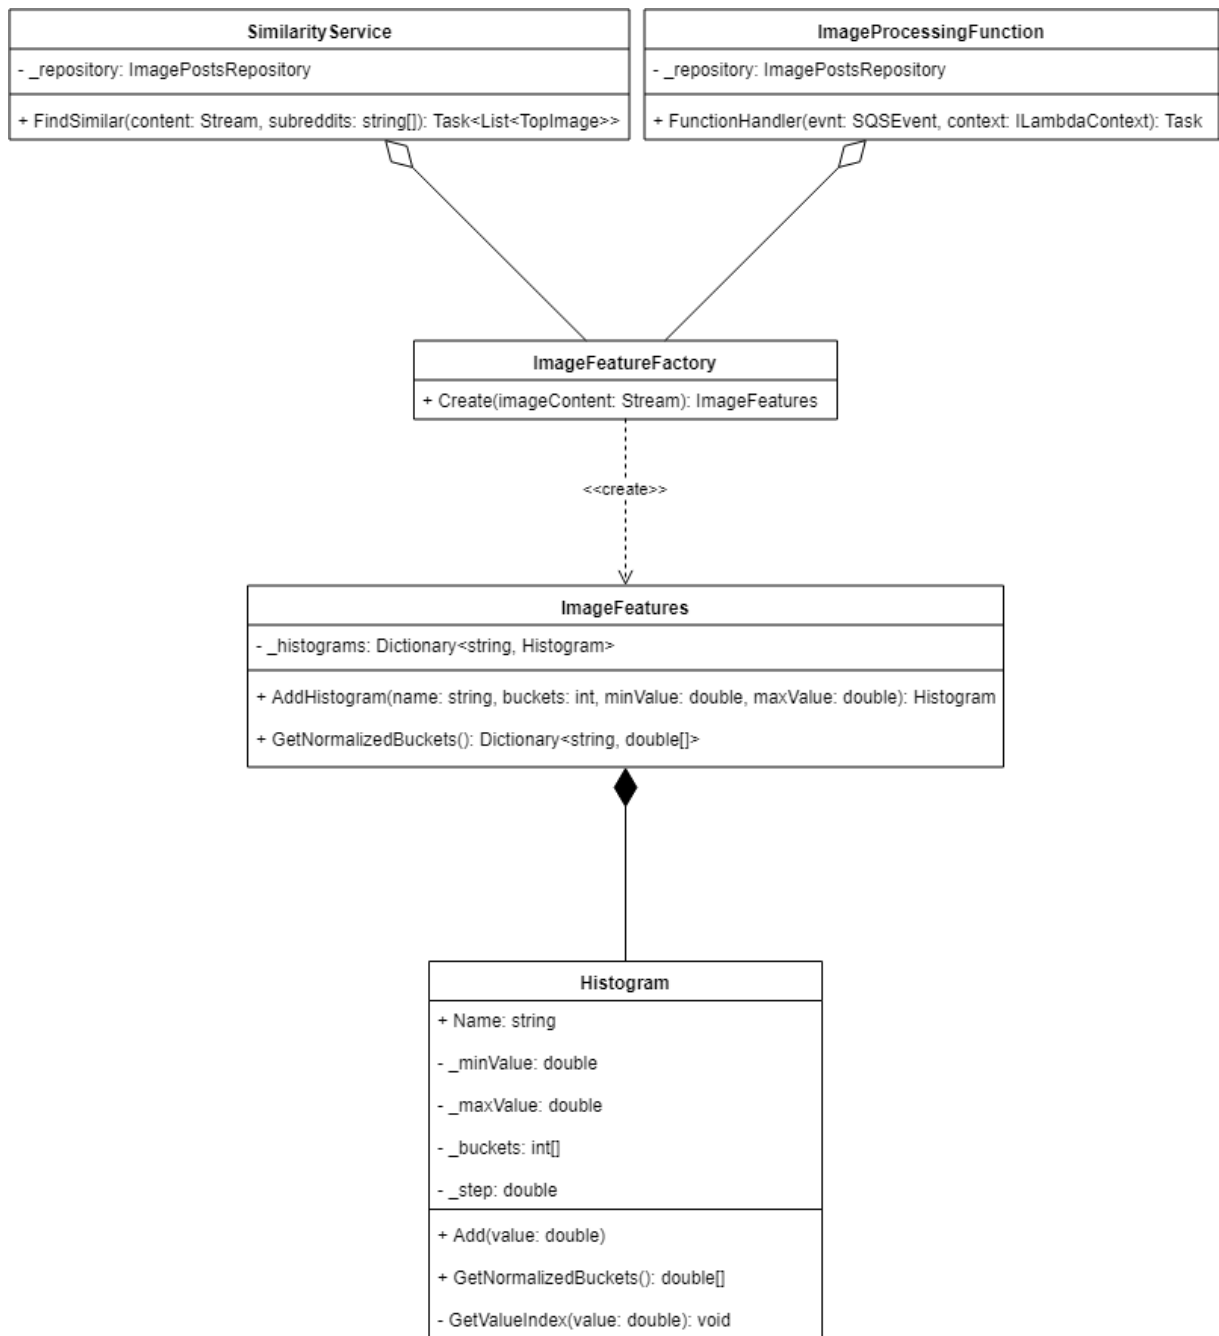 SimilarityService
- _repository: ImagePostsRepository
+ FindSimilar(content: Stream, subreddits: string[]): Task<List<TopImage>>
ImageProcessingFunction
- _repository: ImagePostsRepository
+ FunctionHandler(evnt: SQSEvent, context: ILambdaContext): Task
ImageFeatureFactory
+ Create(imageContent: Stream): ImageFeatures
<<create>>
ImageFeatures
- _histograms: Dictionary<string, Histogram>
+ AddHistogram(name: string, buckets: int, minValue: double, maxValue: double): Histogram
+ GetNormalizedBuckets(): Dictionary<string, double[]>
Histogram
+ Name: string
- _minValue: double
- _maxValue: double
- _buckets: int[]
- _step: double
+ Add(value: double)
+ GetNormalizedBuckets(): double[]
- GetValueIndex(value: double): void